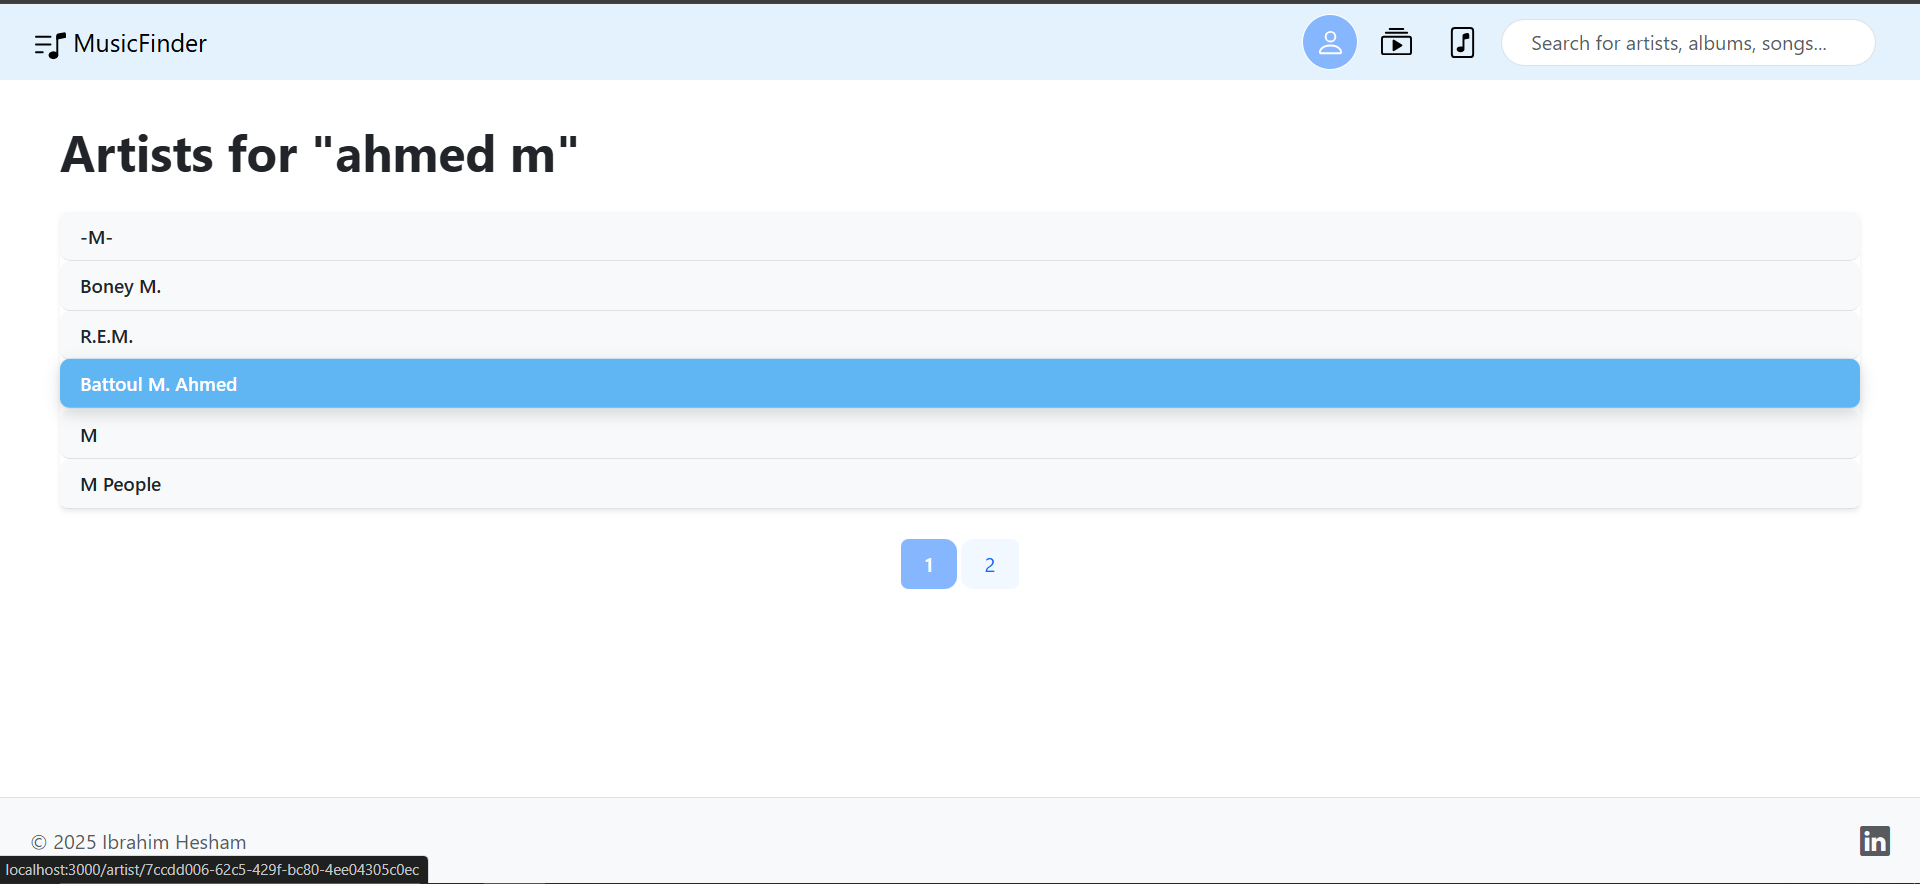 MusicFinder
Search for artists, albums, songs...
Artists for "ahmed m"
-M-
Boney M.
R.E.M.
Battoul M. Ahmed
M
M People
1 2
© 2025 Ibrahim Hesham
in
localhost:3000/artist/7ccdd006-62c5-429f-bc80-4ee04305c0ec